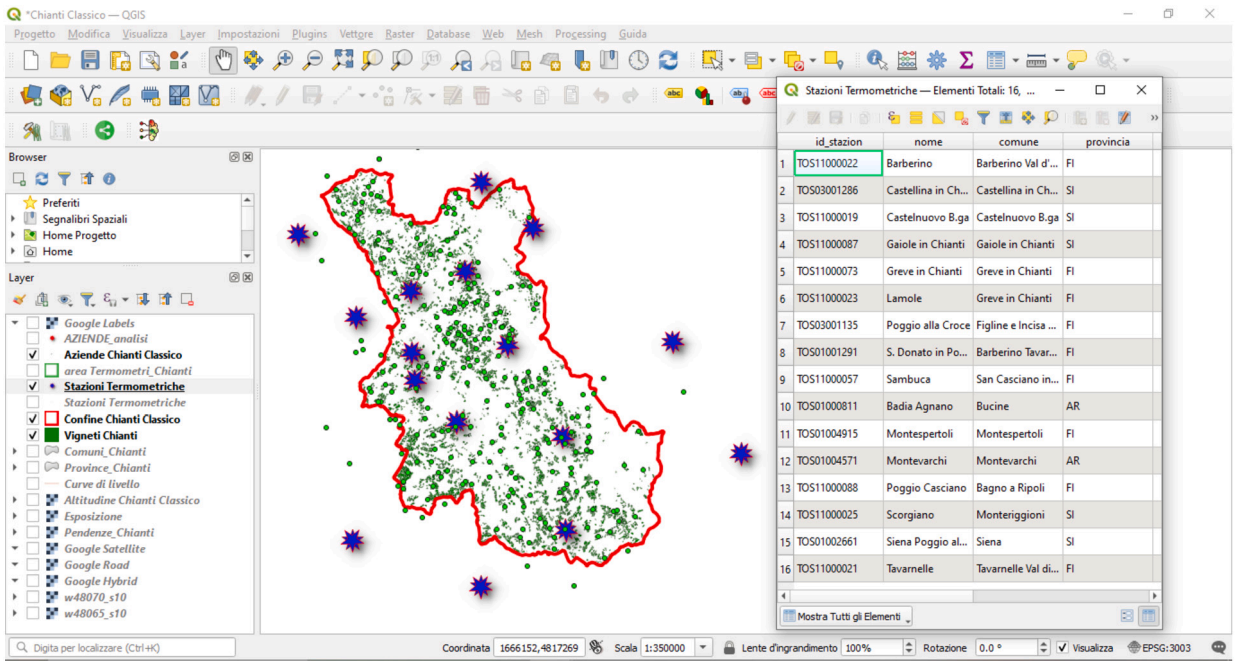 *Chianti Classico — QGIS
Progetto Modifica Visualizza Layer Impostazioni Plugins Vettore Raster Database Web Mesh Processing Guida
abc
Browser
Preferiti
Segnalibri Spaziali
Home Progetto
Home
Layer
Google Labels
AZIENDE_analisi
Aziende Chianti Classico
area Termometri_Chianti
Stazioni Termometriche
Stazioni Termometriche
Confine Chianti Classico
Vigneti Chianti
Comuni_Chianti
Province_Chianti
Curve di livello
Altitudine Chianti Classico
Esposizione
Pendenze_Chianti
Google Satellite
Google Road
Google Hybrid
w48070_s10
w48065_s10
Stazioni Termometriche — Elementi Totali: 16, ...
id_stazion nome comune provincia
1 TOS11000022 Barberino Barberino Val d'... FI
2 TOS03001286 Castellina in Ch... Castellina in Ch... SI
3 TOS11000019 Castelnuovo B.ga Castelnuovo B.ga SI
4 TOS11000087 Gaiole in Chianti Gaiole in Chianti SI
5 TOS11000073 Greve in Chianti Greve in Chianti FI
6 TOS11000023 Lamole Greve in Chianti FI
7 TOS03001135 Poggio alla Croce Figline e Incisa ... FI
8 TOS01001291 S. Donato in Po... Barberino Tavar... FI
9 TOS11000057 Sambuca San Casciano in... FI
10 TOS01000811 Badia Agnano Bucine AR
11 TOS01004915 Montespertoli Montespertoli FI
12 TOS01004571 Montevarchi Montevarchi AR
13 TOS11000088 Poggio Casciano Bagno a Ripoli FI
14 TOS11000025 Scorgiano Monteriggioni SI
15 TOS01002661 Siena Poggio al... Siena SI
16 TOS11000021 Tavarnelle Tavarnelle Val di... FI
Mostra Tutti gli Elementi
Digita per localizzare (Ctrl+K) Coordinata 1666152,4817269 Scala 1:350000 Lente d'ingrandimento 100% Rotazione 0.0 ° Visualizza EPSG:3003